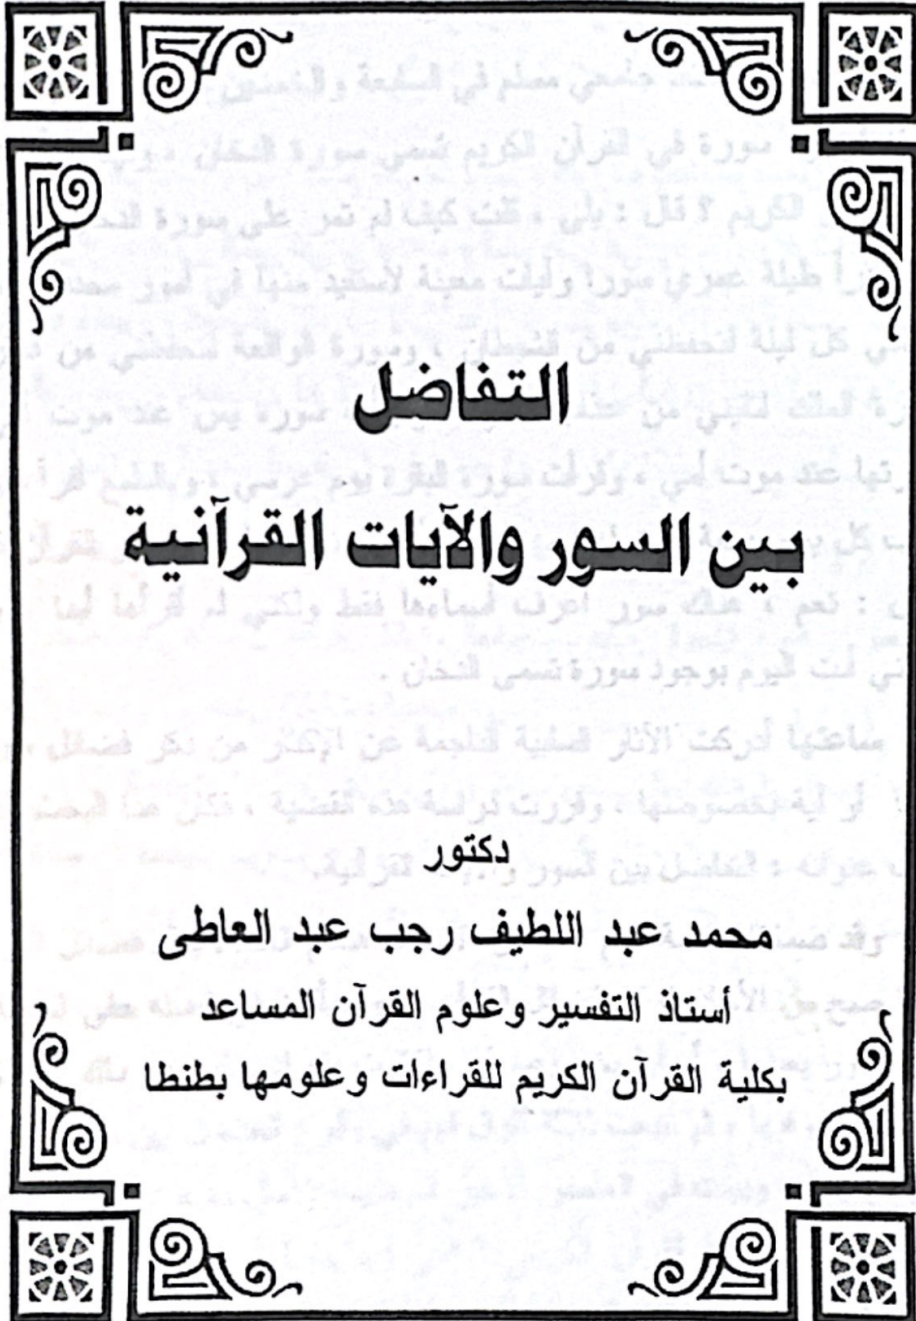 التفاضل
بين السور والآيات القرآنية
دكتور
محمد عبد اللطيف رجب عبد العاطى
أستاذ التفسير وعلوم القرآن المساعد
بكلية القرآن الكريم للقراءات وعلومها بطنطا